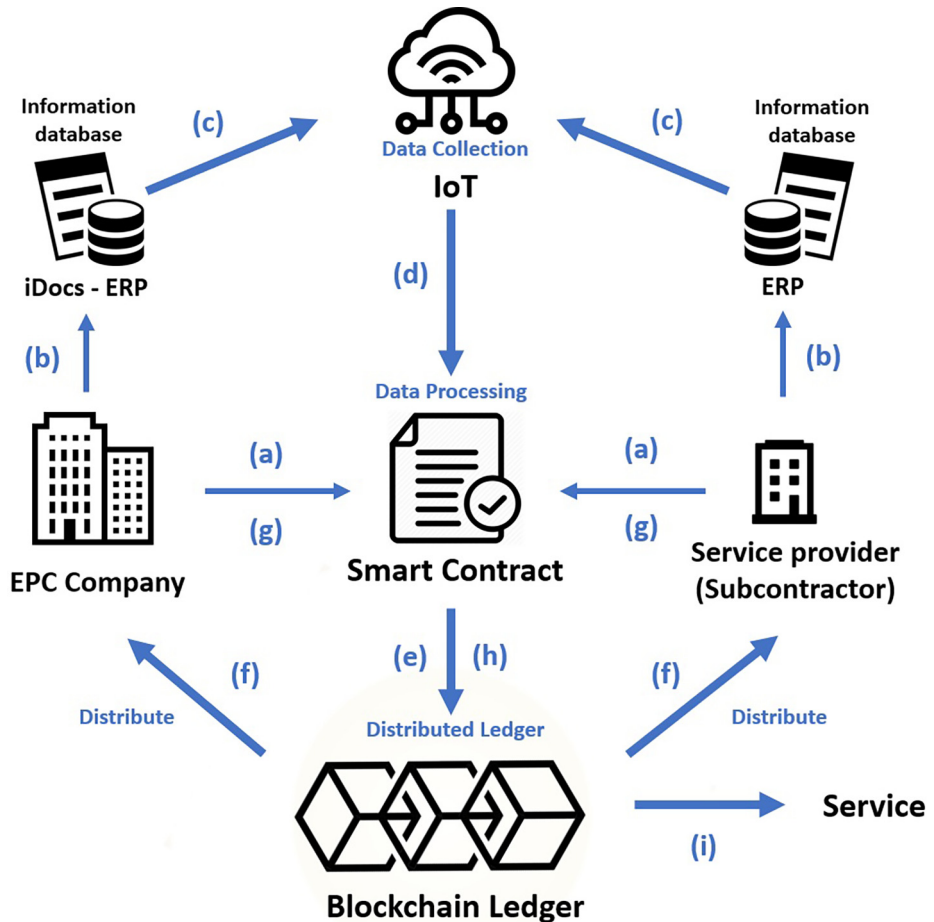 Information
database
(c)
Data Collection
IoT
(c)
Information
database
iDocs - ERP
(d)
ERP
(b)
(b)
Data Processing
(a)
(a)
(g)
(g)
EPC Company
Smart Contract
Service provider
(Subcontractor)
(e)
(h)
(f)
(f)
Distribute
Distributed Ledger
Distribute
Service
(i)
Blockchain Ledger